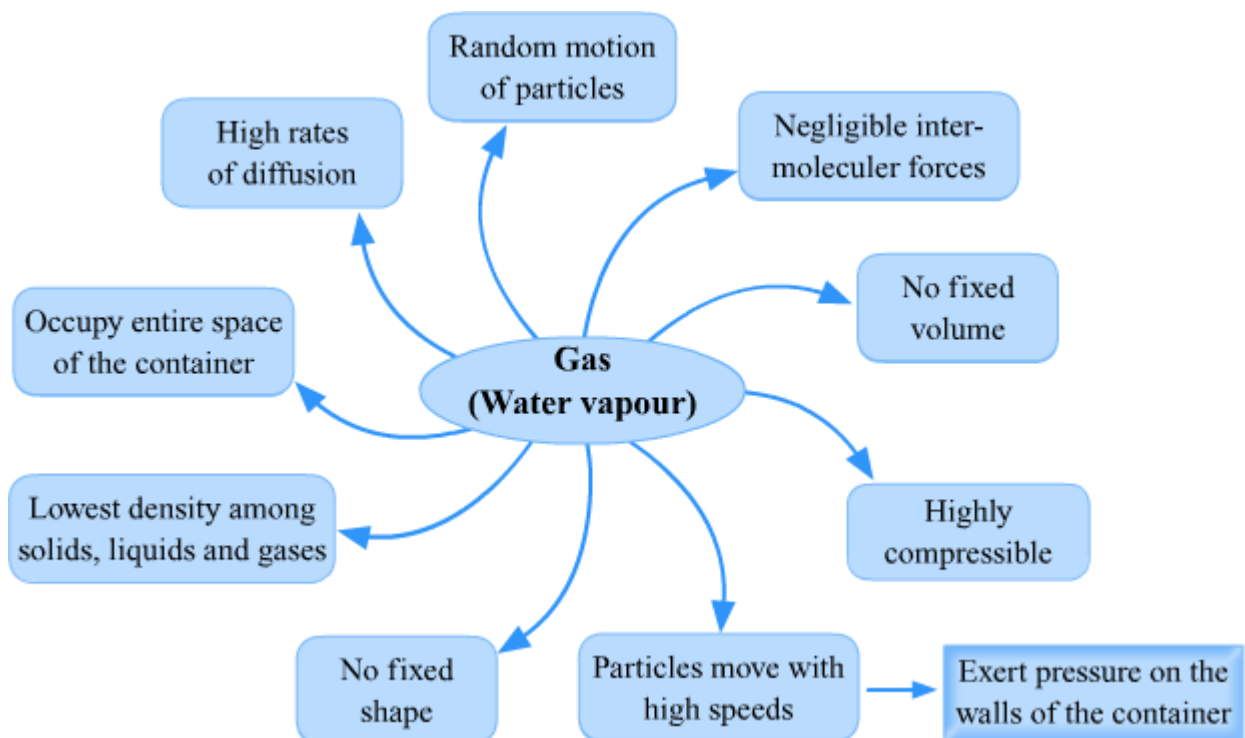 Random motion
of particles
High rates
of diffusion
Negligible inter-
moleculer forces
No fixed
volume
Occupy entire space
of the container
Gas
(Water vapour)
Lowest density among
solids, liquids and gases
Highly
compressible
No fixed
shape
Particles move with
high speeds
Exert pressure on the
walls of the container